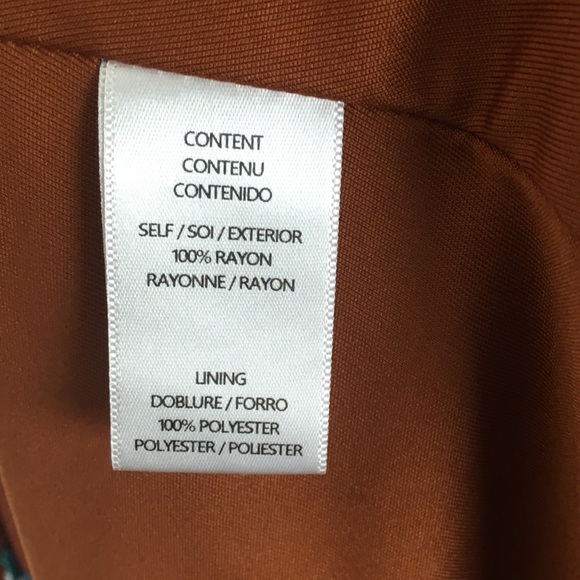 CONTENT
CONTENU
CONTENIDO
SELF / SOI / EXTERIOR
100% RAYON
RAYONNE / RAYON
LINING
DOBLURE / FORRO
100% POLYESTER
POLYESTER / POLIESTER